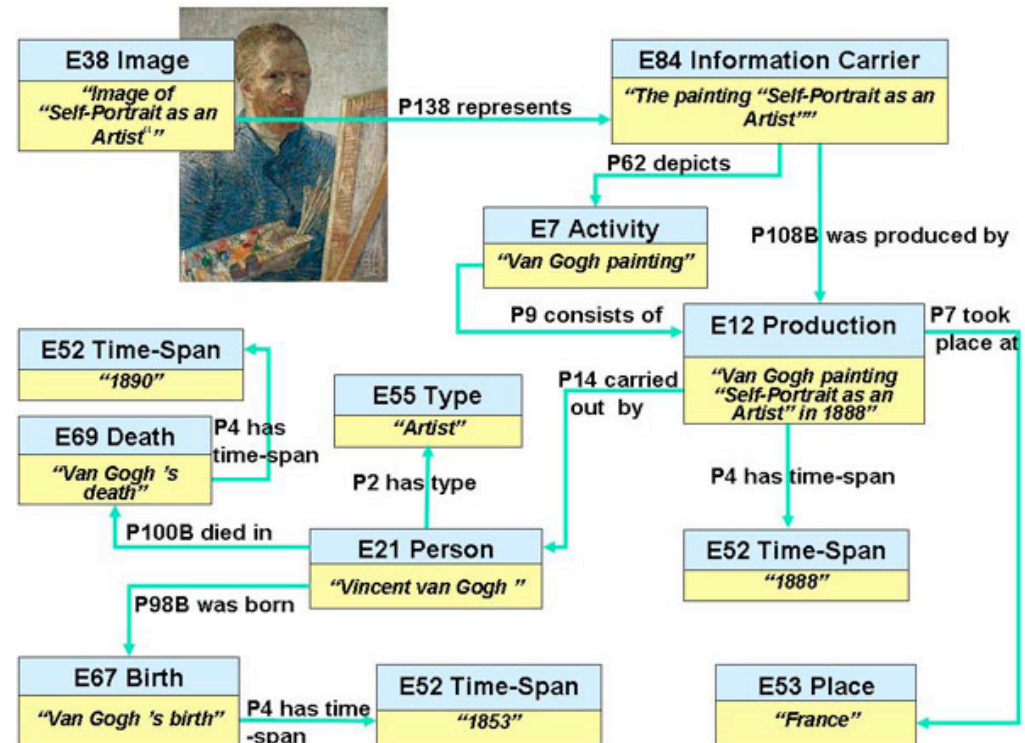 E38 Image
“Image of
“Self-Portrait as an
Artist“”
P138 represents
E84 Information Carrier
“The painting “Self-Portrait as an
Artist””
P62 depicts
E7 Activity
“Van Gogh painting”
P108B was produced by
P9 consists of
E12 Production
“Van Gogh painting
“Self-Portrait as an
Artist” in 1888”
P7 took
place at
E52 Time-Span
“1890”
P14 carried
out by
E55 Type
“Artist”
E69 Death
“Van Gogh ’s
death”
P4 has
time-span
P2 has type
P4 has time-span
P100B died in
E21 Person
“Vincent van Gogh ”
E52 Time-Span
“1888”
P98B was born
E67 Birth
“Van Gogh ’s birth”
P4 has time
-span
E52 Time-Span
“1853”
E53 Place
“France”